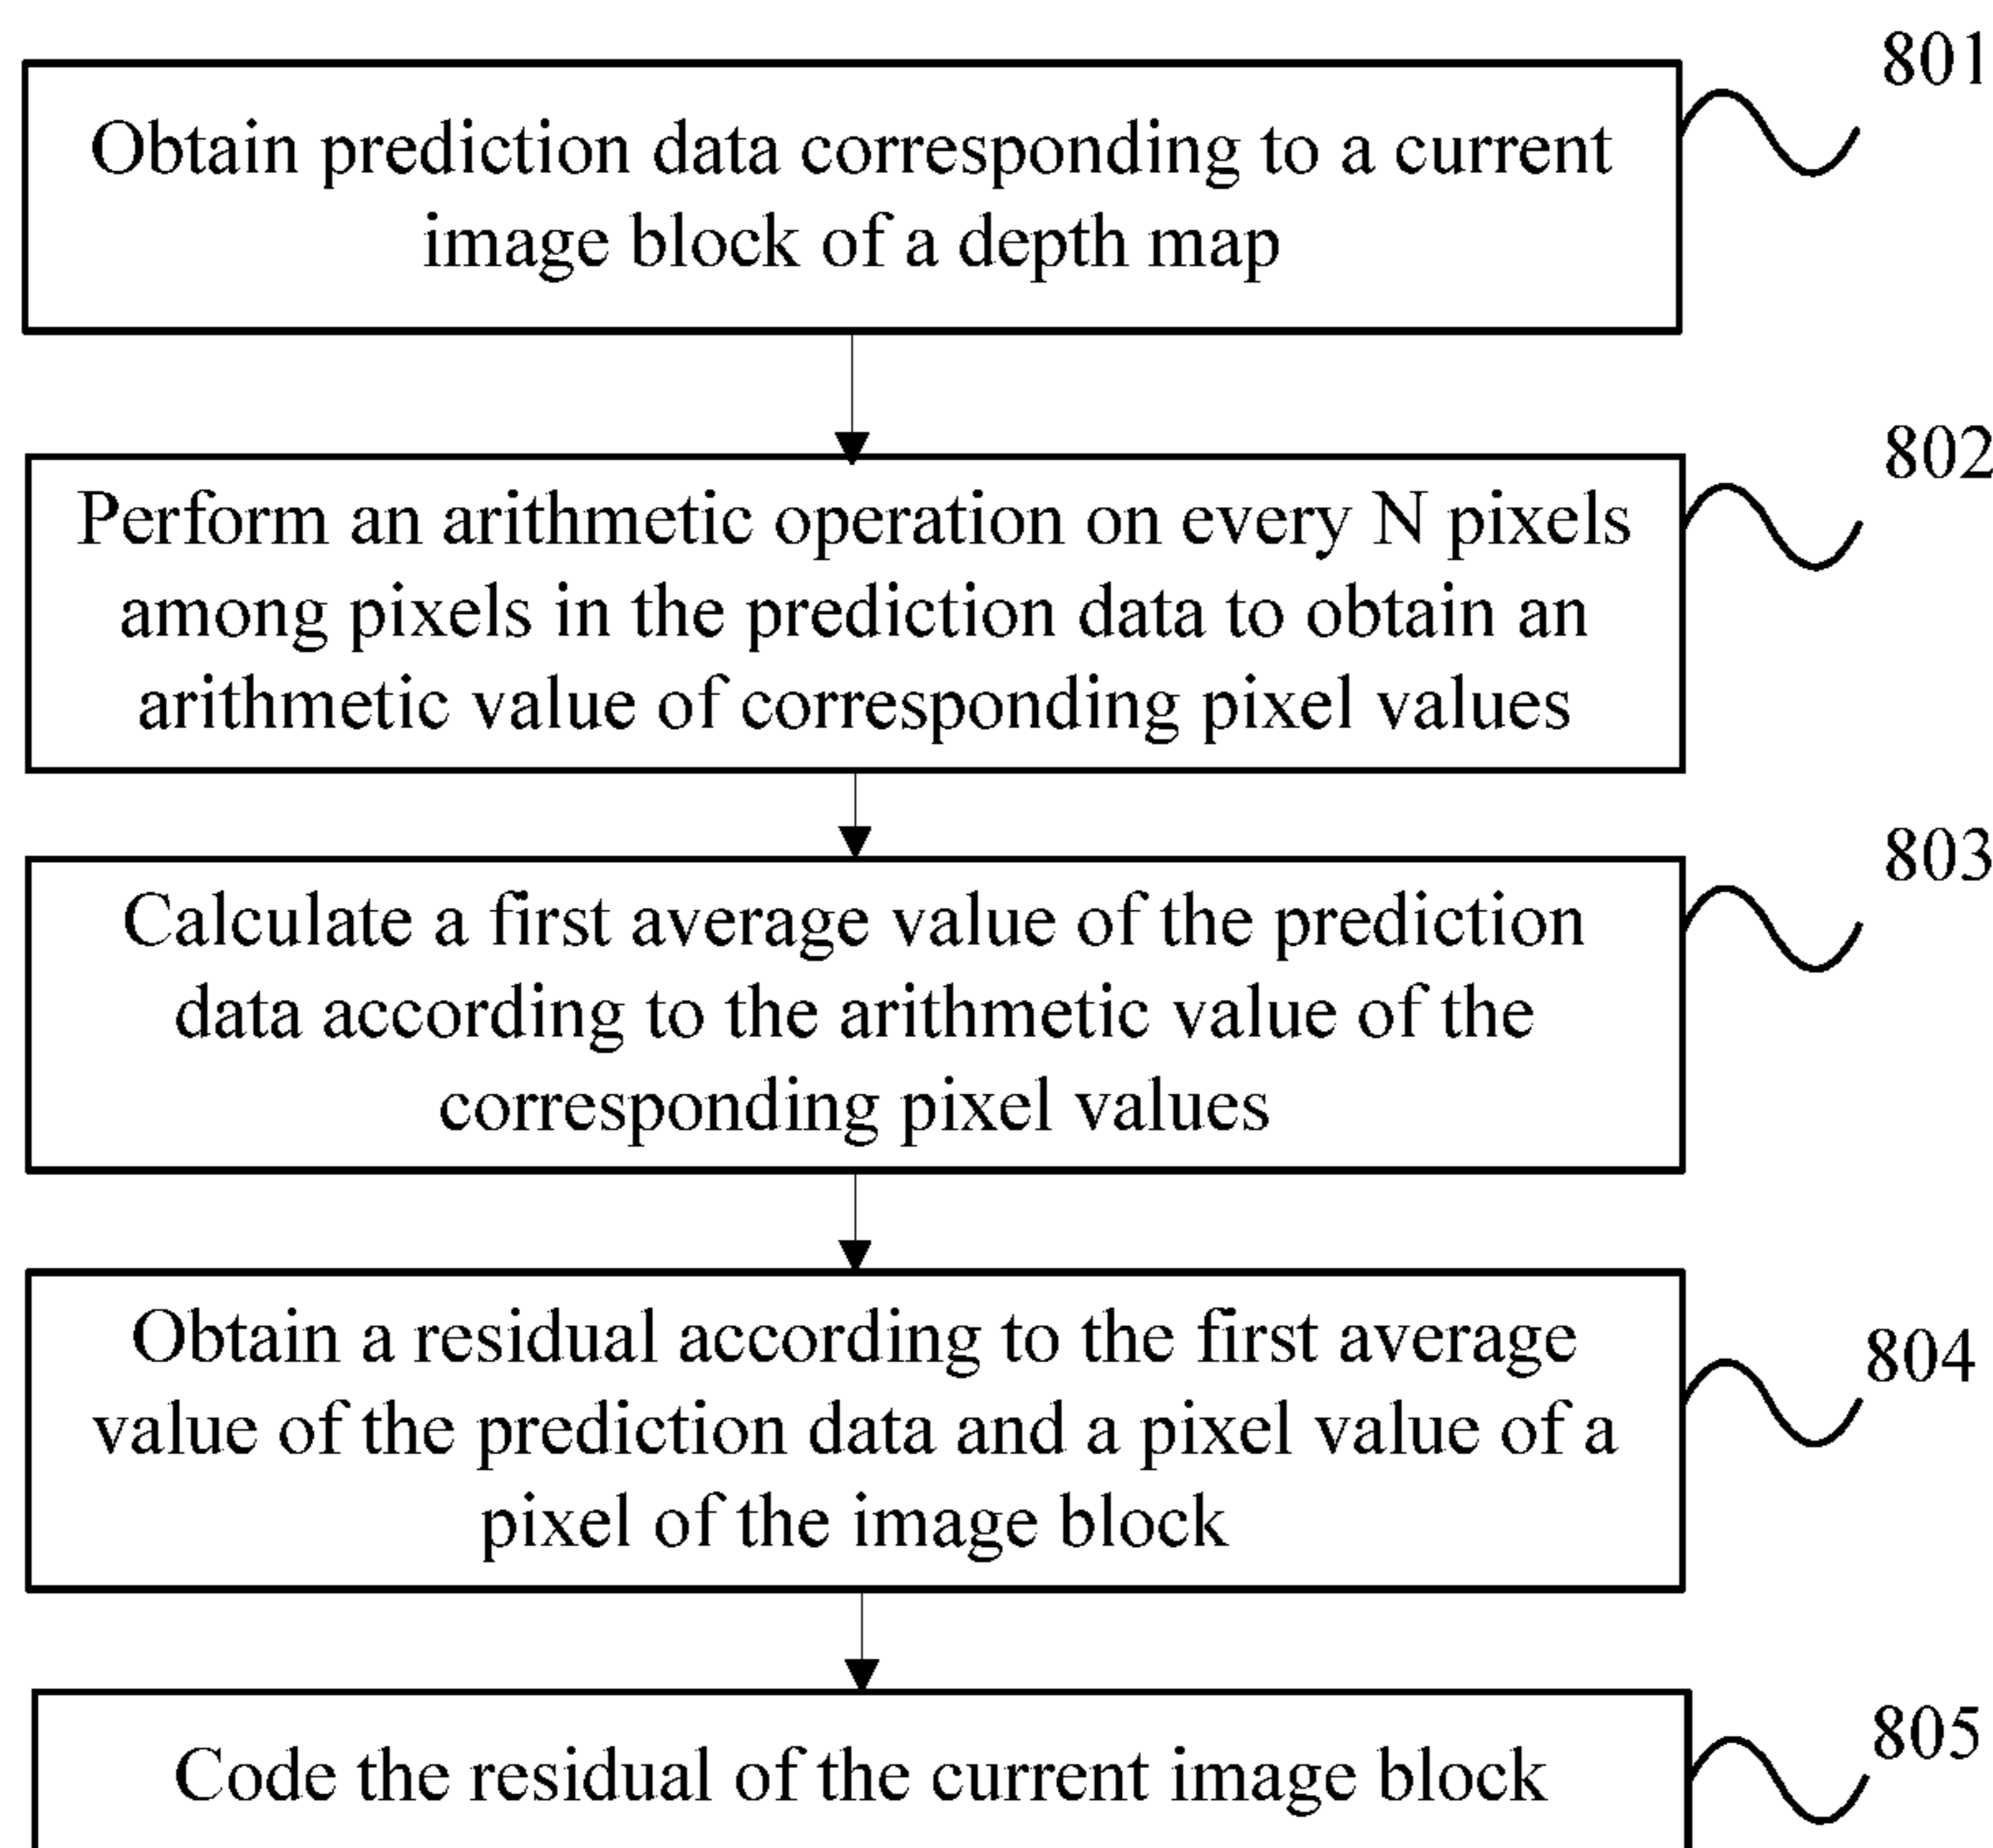 801
Obtain prediction data corresponding to a current
image block of a depth map
802
Perform an arithmetic operation on every N pixels
among pixels in the prediction data to obtain an
arithmetic value of corresponding pixel values
803
Calculate a first average value of the prediction
data according to the arithmetic value of the
corresponding pixel values
804
Obtain a residual according to the first average
value of the prediction data and a pixel value of a
pixel of the image block
805
Code the residual of the current image block